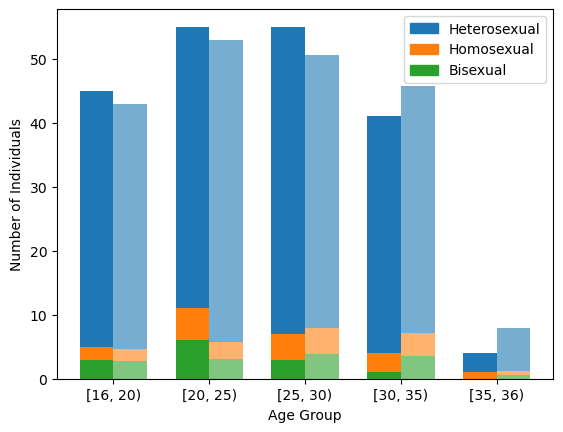 Heterosexual
Homosexual
Bisexual
50
40
30
20
10
0
Number of Individuals
[16, 20)
[20, 25)
[25, 30)
[30, 35)
[35, 36)
Age Group